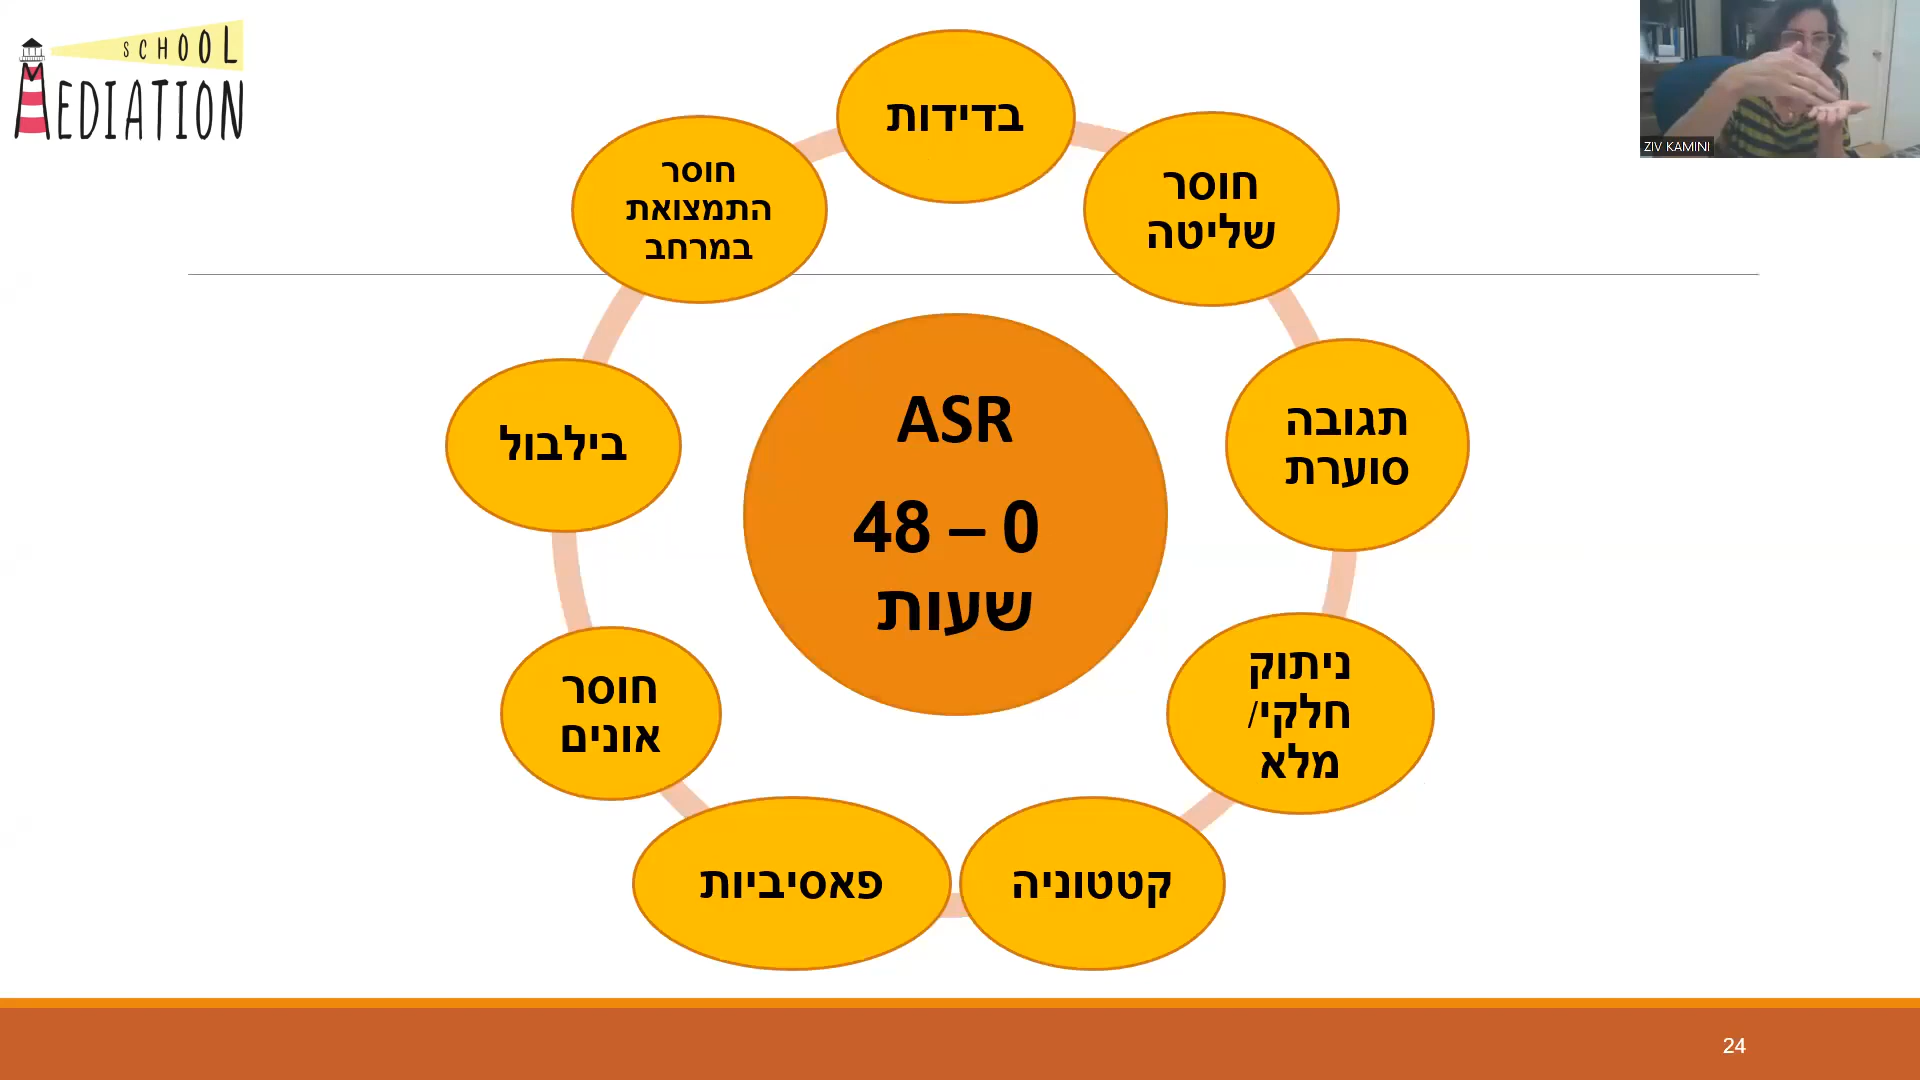 SCHOOL
MEDIATION
ZIV KAMINI
בדידות
חוסר
שליטה
תגובה
סוערת
ניתוק
חלקי/
מלא
קטטוניה
פאסיביות
חוסר
אונים
בילבול
חוסר
התמצואת
במרחב
ASR
0 – 48
שעות
24